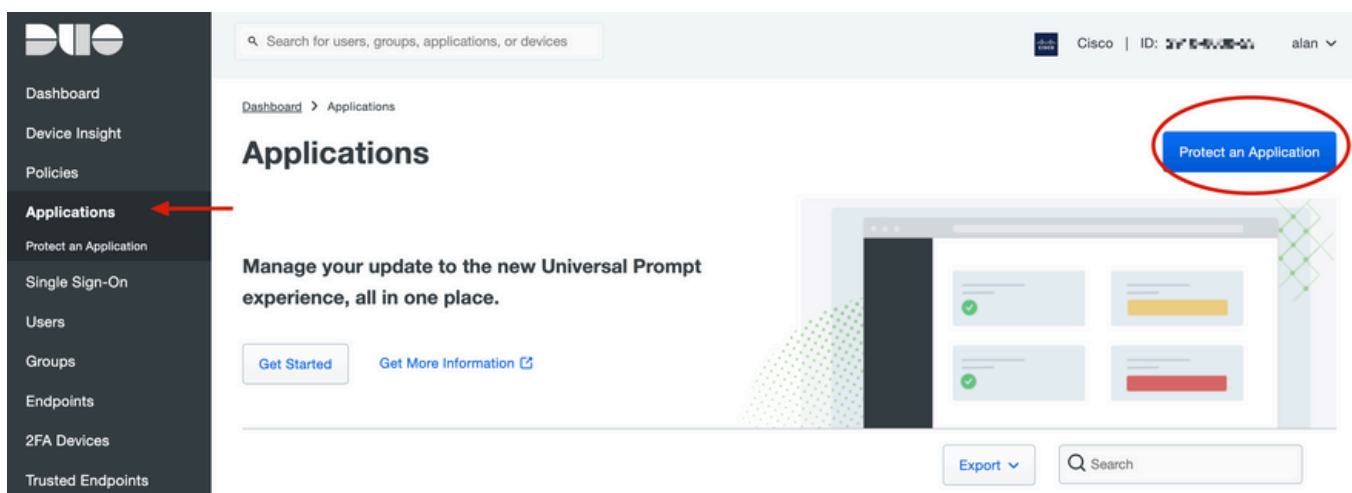 DUO
Search for users, groups, applications, or devices
Cisco | ID:
alan
Dashboard
Device Insight
Policies
Applications
Protect an Application
Single Sign-On
Users
Groups
Endpoints
2FA Devices
Trusted Endpoints
Dashboard > Applications
Applications
Protect an Application
Manage your update to the new Universal Prompt
experience, all in one place.
Get Started
Get More Information
Export
Search